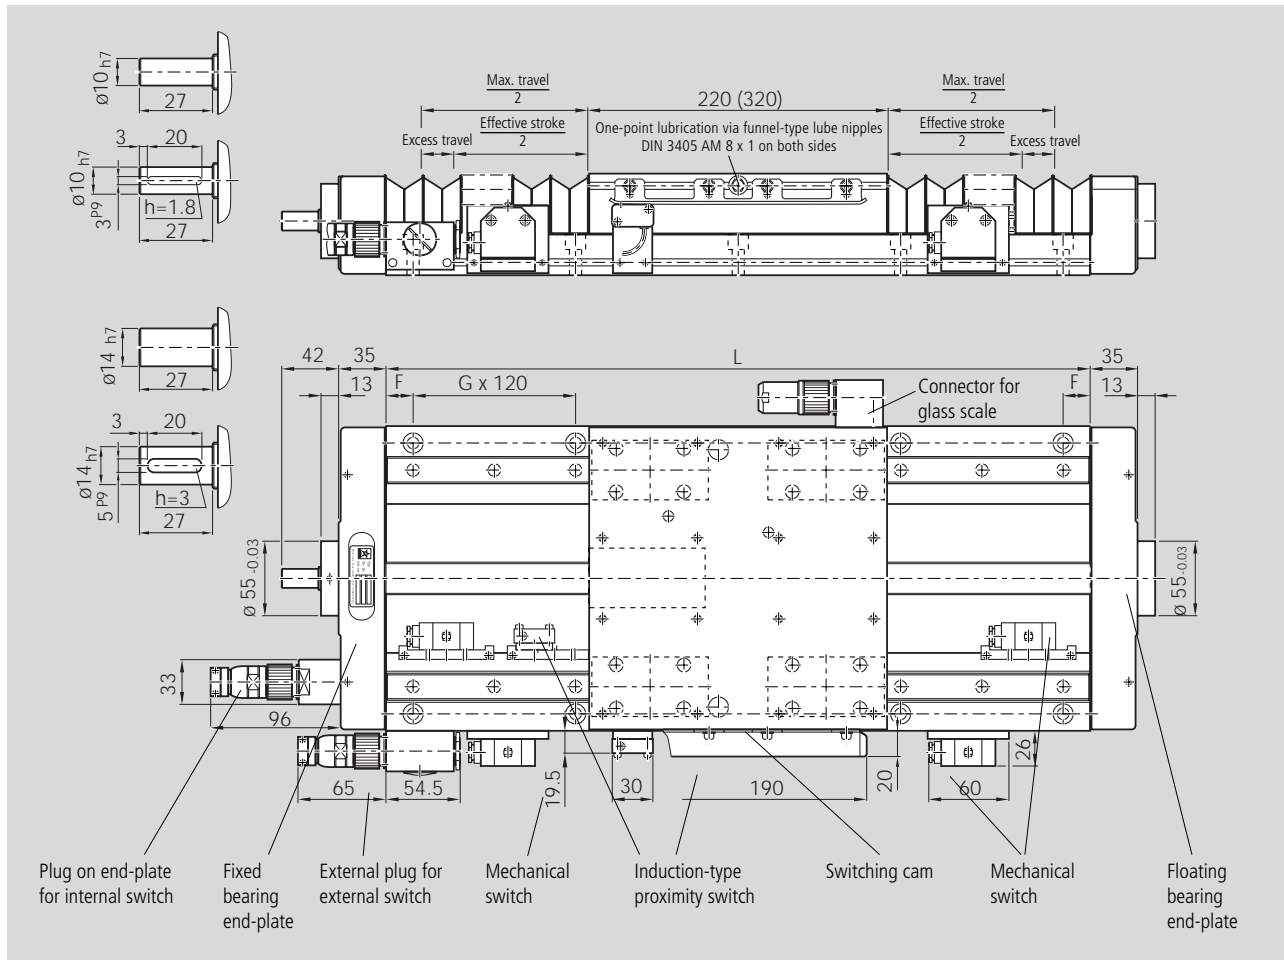 ø10 h7
27
3
20
ø10 h7
3 P9
h=1.8
27
Max. travel
2
220 (320)
Max. travel
2
Effective stroke
2
Excess travel
One-point lubrication via funnel-type lube nipples
DIN 3405 AM 8 x 1 on both sides
Effective stroke
2
Excess travel
ø14 h7
27
3
20
ø14 h7
5 P9
h=3
27
42
35
L
35
13
F
G x 120
F
13
Connector for
glass scale
ø 55 -0.03
ø 55 -0.03
33
96
65
54.5
19.5
30
190
20
60
26
Plug on end-plate
for internal switch
Fixed
bearing
end-plate
External plug for
external switch
Mechanical
switch
Induction-type
proximity switch
Switching cam
Mechanical
switch
Floating
bearing
end-plate